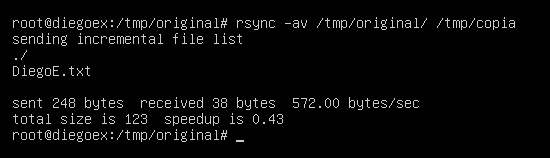 root@diegoex:/tmp/original# rsync -av /tmp/original/ /tmp/copia
sending incremental file list
./
DiegoE.txt

sent 248 bytes  received 38 bytes  572.00 bytes/sec
total size is 123  speedup is 0.43
root@diegoex:/tmp/original# _